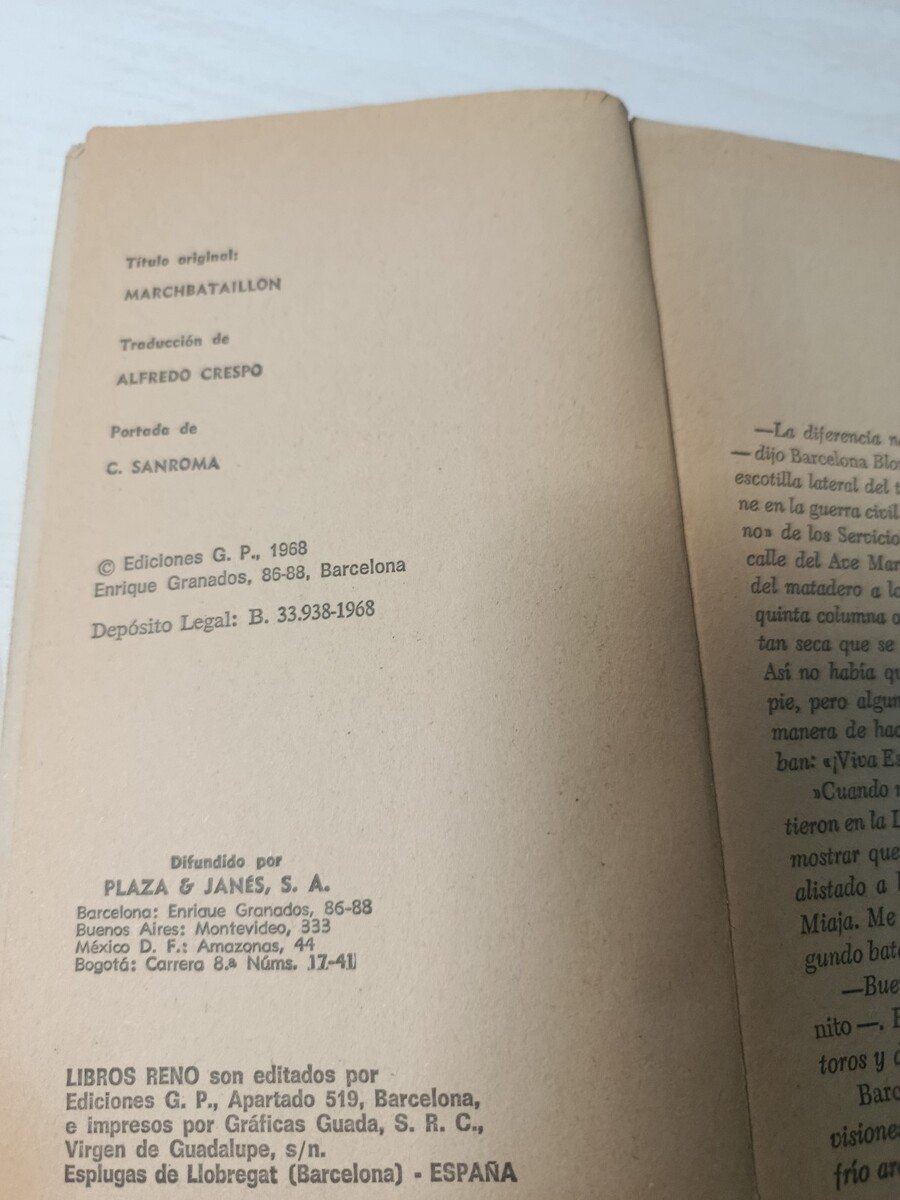 Título original:
MARCHBATAILLON
Traducción de
ALFREDO CRESPO
Portada de
C. SANROMA
© Ediciones G. P., 1968
Enrique Granados, 86-88, Barcelona
Depósito Legal: B. 33.938-1968
Difundido por
PLAZA & JANÉS, S. A.
Barcelona: Enrique Granados, 86-88
Buenos Aires: Montevideo, 333
México D. F.: Amazonas, 44
Bogotá: Carrera 8.ª Núms. 17-41
LIBROS RENO son editados por
Ediciones G. P., Apartado 519, Barcelona,
e impresos por Gráficas Guada, S. R. C.,
Virgen de Guadalupe, s/n.
Esplugas de Llobregat (Barcelona) - ESPAÑA
—La diferencia
—dijo Barcelona
escotilla lateral del
ne en la guerra civil
no» de los
calle del Ave
del matadero a
quinta columna
tan seca que se
Así no había
pie, pero
manera de
ban: «¡Viva
»Cuando
tieron en la
mostrar que
alistado a
Miaja. Me
gundo
nito—.
toros y
frío